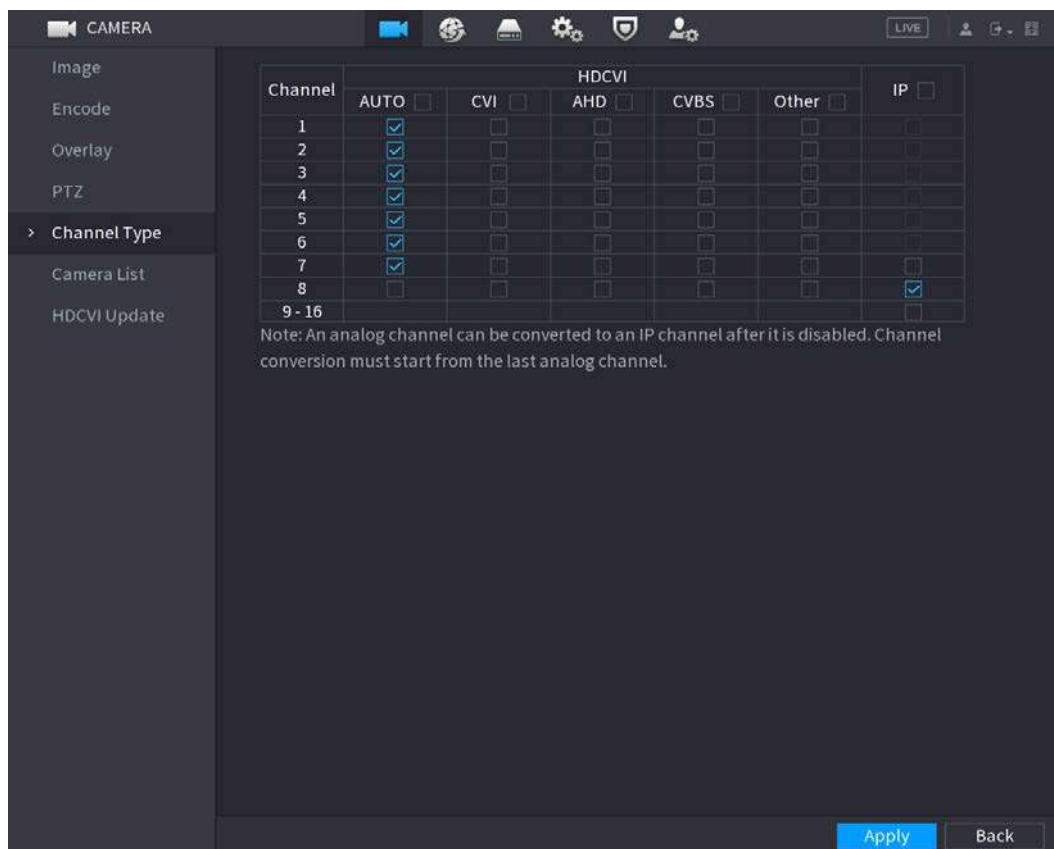 CAMERA
LIVE
Image
Encode
Overlay
PTZ
> Channel Type
Camera List
HDCVI Update
Channel HDCVI IP
AUTO CVI AHD CVBS Other
1
2
3
4
5
6
7
8
9 - 16
Note: An analog channel can be converted to an IP channel after it is disabled. Channel
conversion must start from the last analog channel.
Apply Back